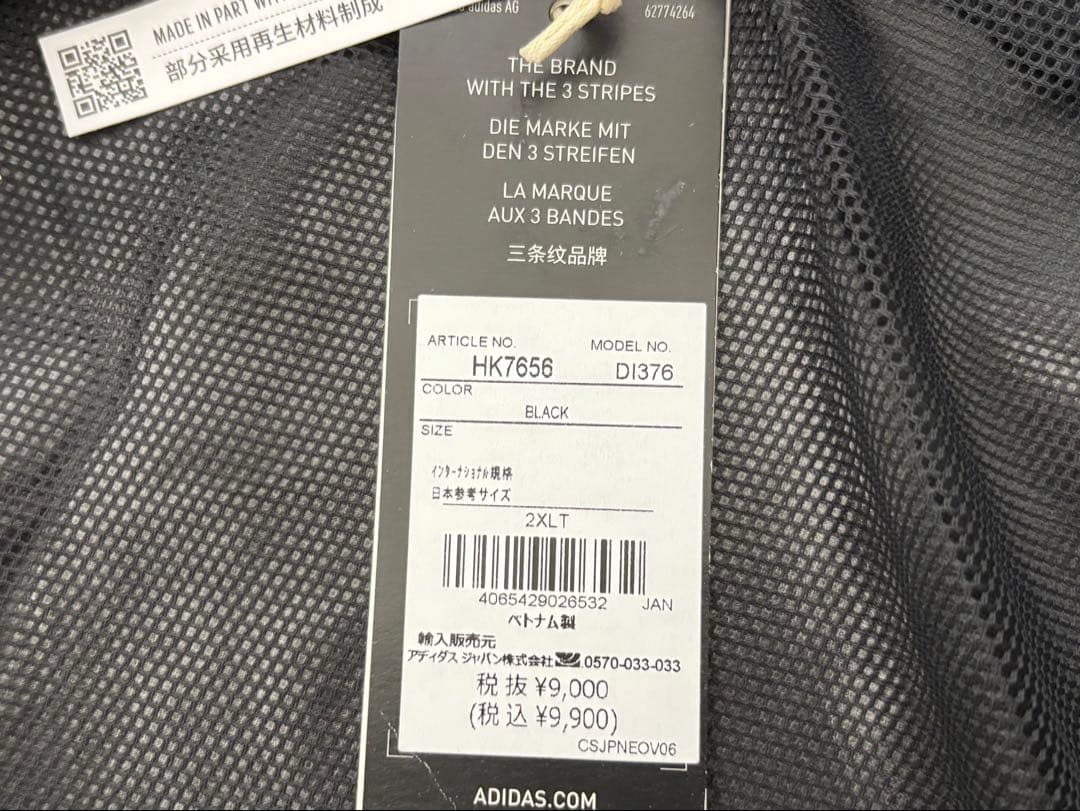 MADE IN PART WITH
部分采用再生材料制成
adidas AG
62774264
THE BRAND
WITH THE 3 STRIPES
DIE MARKE MIT
DEN 3 STREIFEN
LA MARQUE
AUX 3 BANDES
三条纹品牌
ARTICLE NO. MODEL NO.
HK7656 DI376
COLOR
BLACK
SIZE
ｲﾝﾀｰﾅｼｮﾅﾙ規格
日本参考サイズ
2XLT
4065429026532 JAN
ベトナム製
輸入販売元
アディダス ジャパン株式会社 0570-033-033
税抜 ¥9,000
(税込 ¥9,900)
CSJPNEOV06
ADIDAS.COM